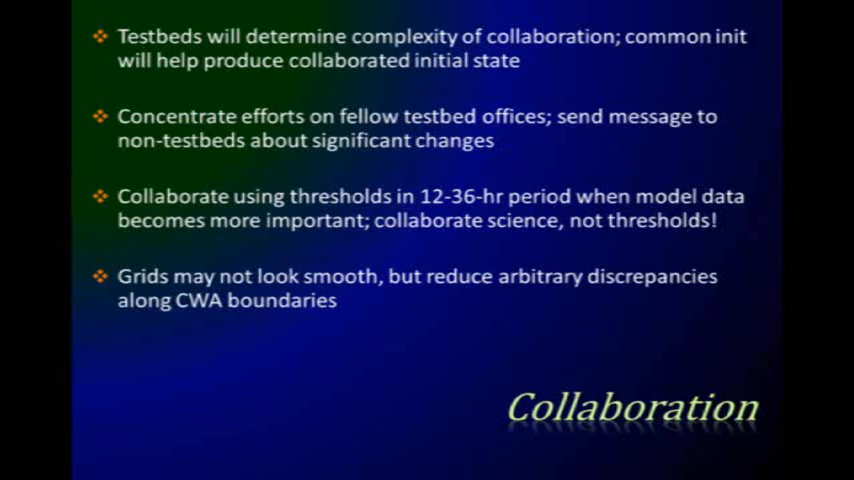 Testbeds will determine complexity of collaboration; common init
will help produce collaborated initial state
Concentrate efforts on fellow testbed offices; send message to
non-testbeds about significant changes
Collaborate using thresholds in 12-36-hr period when model data
becomes more important; collaborate science, not thresholds!
Grids may not look smooth, but reduce arbitrary discrepancies
along CWA boundaries
Collaboration